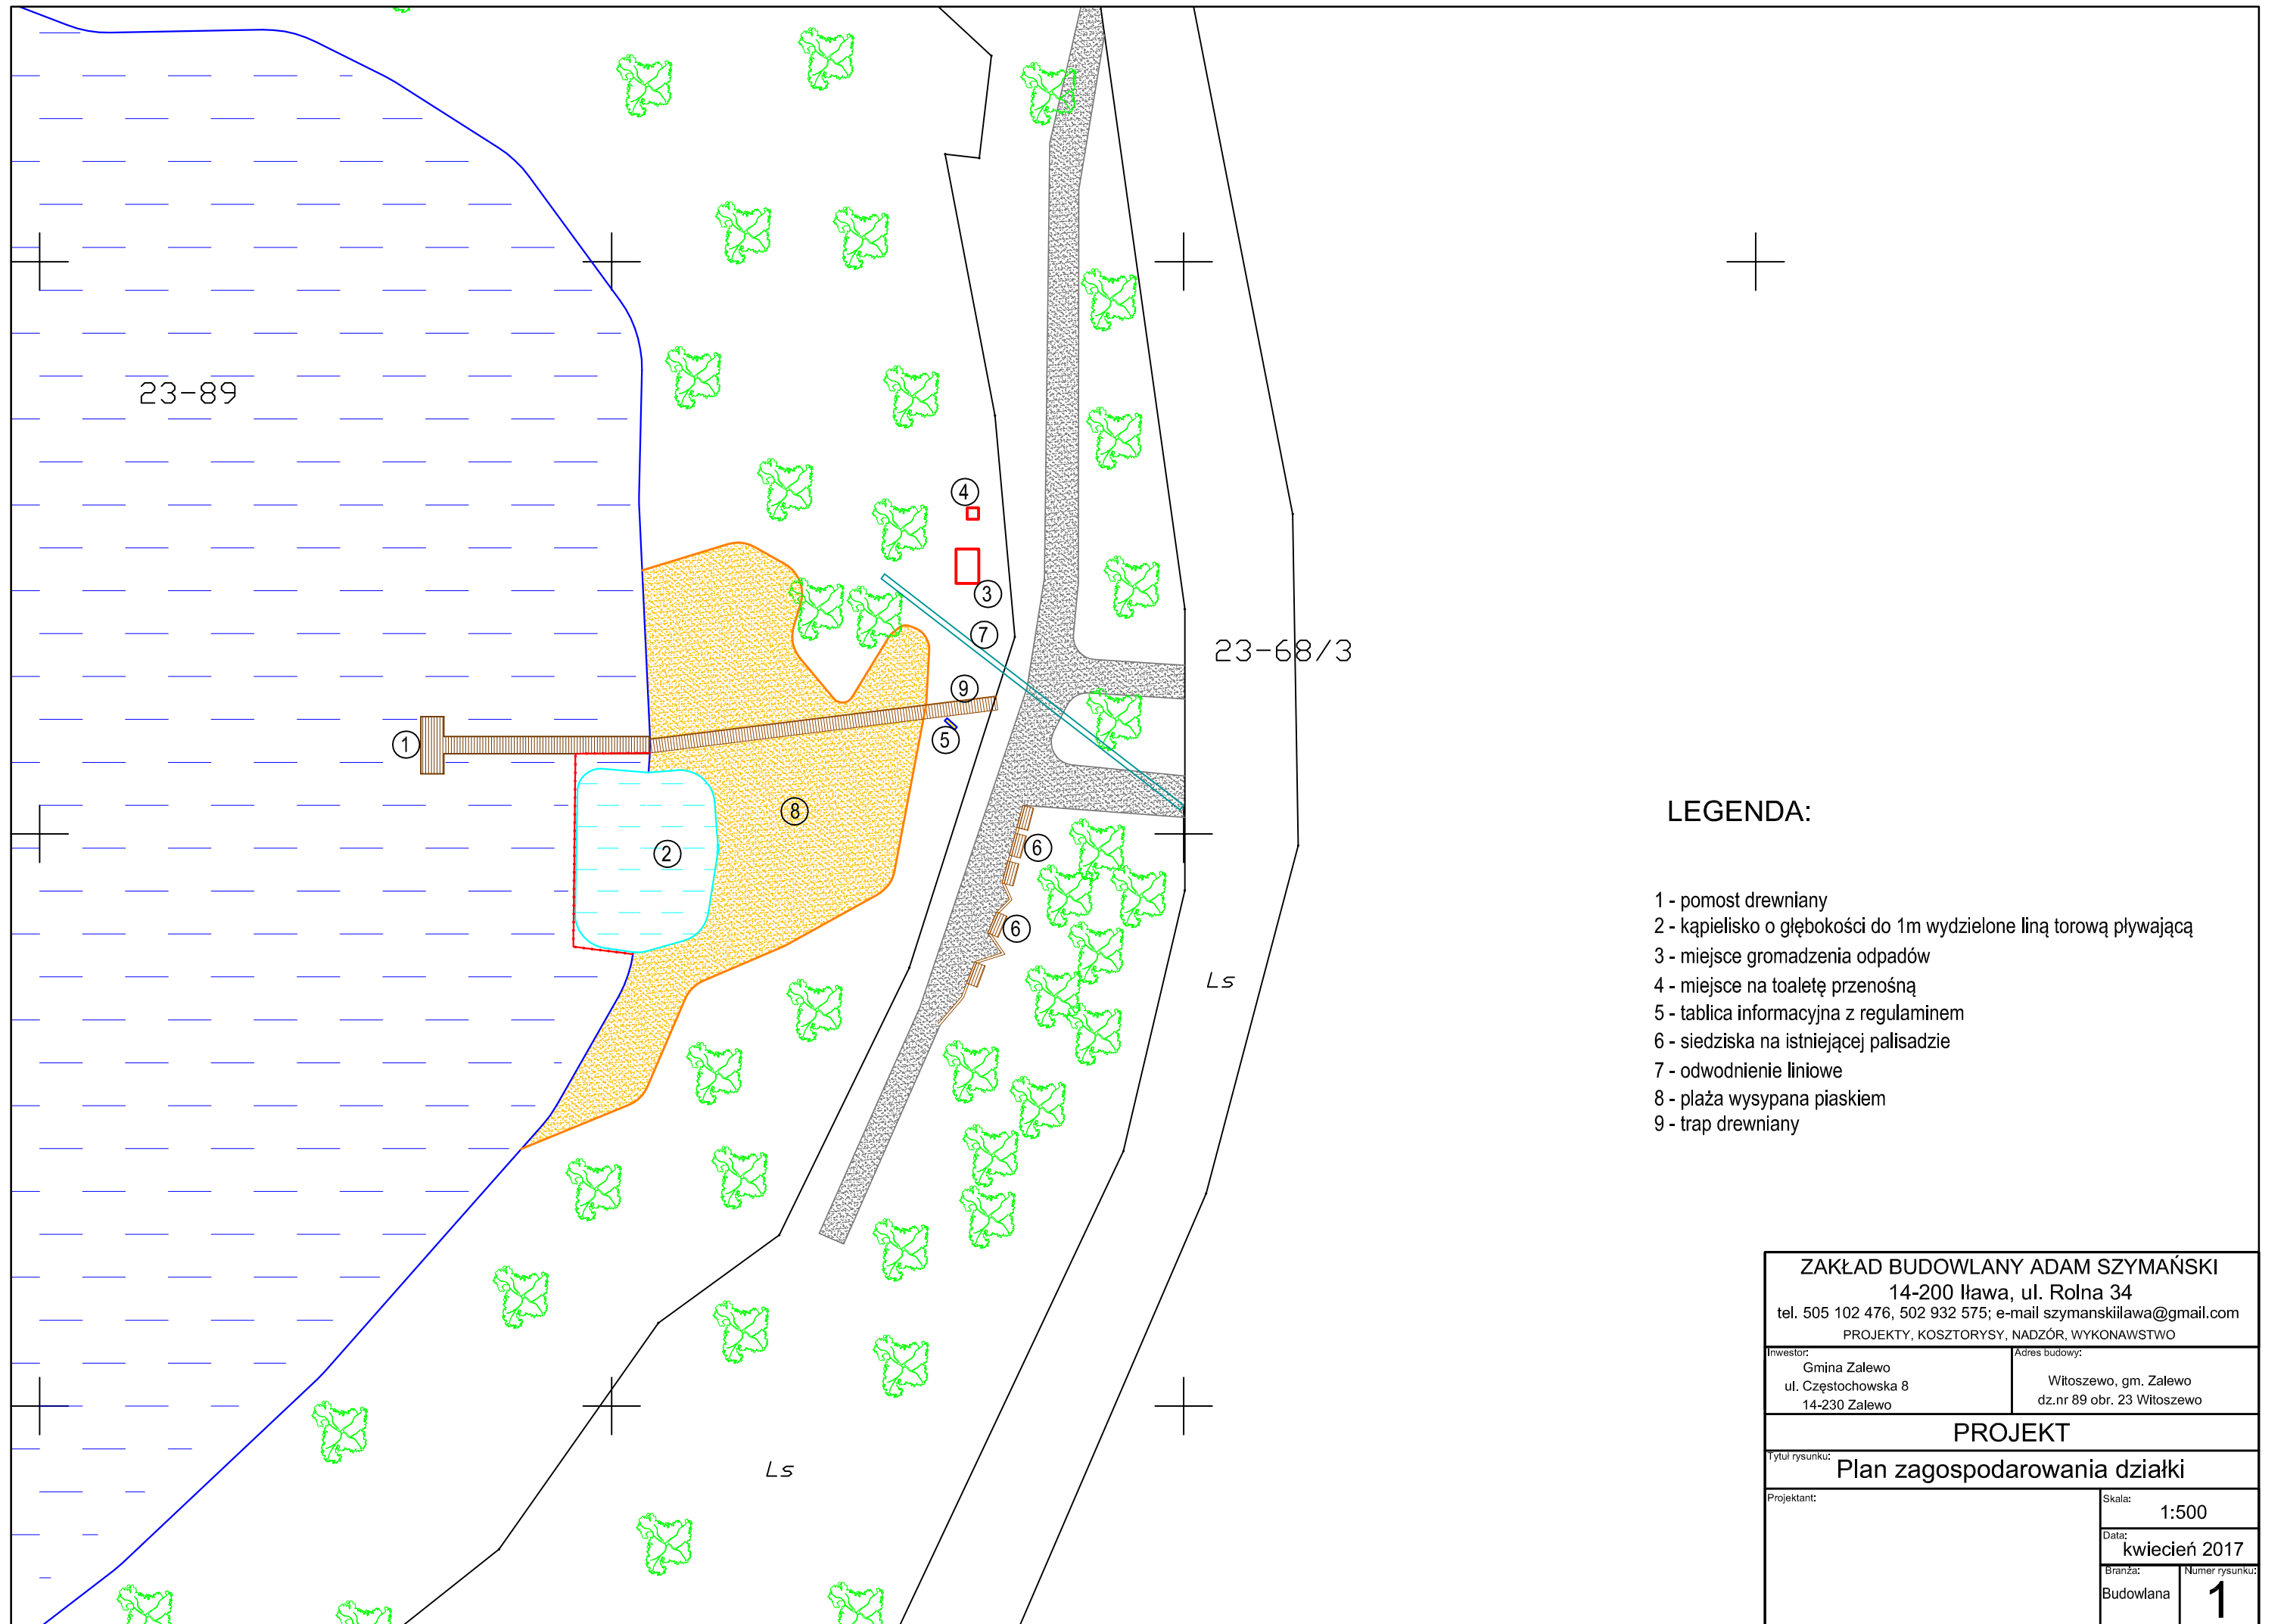 23-89
4
3
7
23-68/3
9
5
1
8
2
6
6
Ls
Ls
LEGENDA:
1 - pomost drewniany
2 - kąpielisko o głębokości do 1m wydzielone liną torową pływającą
3 - miejsce gromadzenia odpadów
4 - miejsce na toaletę przenośną
5 - tablica informacyjna z regulaminem
6 - siedziska na istniejącej palisadzie
7 - odwodnienie liniowe
8 - plaża wysypana piaskiem
9 - trap drewniany
ZAKŁAD BUDOWLANY ADAM SZYMAŃSKI
14-200 Iława, ul. Rolna 34
tel. 505 102 476, 502 932 575; e-mail szymanskiilawa@gmail.com
PROJEKTY, KOSZTORYSY, NADZÓR, WYKONAWSTWO
Inwestor:
Gmina Zalewo
ul. Częstochowska 8
14-230 Zalewo
Adres budowy:
Witoszewo, gm. Zalewo
dz.nr 89 obr. 23 Witoszewo
PROJEKT
Tytuł rysunku:
Plan zagospodarowania działki
Projektant:
Skala:
1:500
Data:
kwiecień 2017
Branża:
Budowlana
Numer rysunku:
1